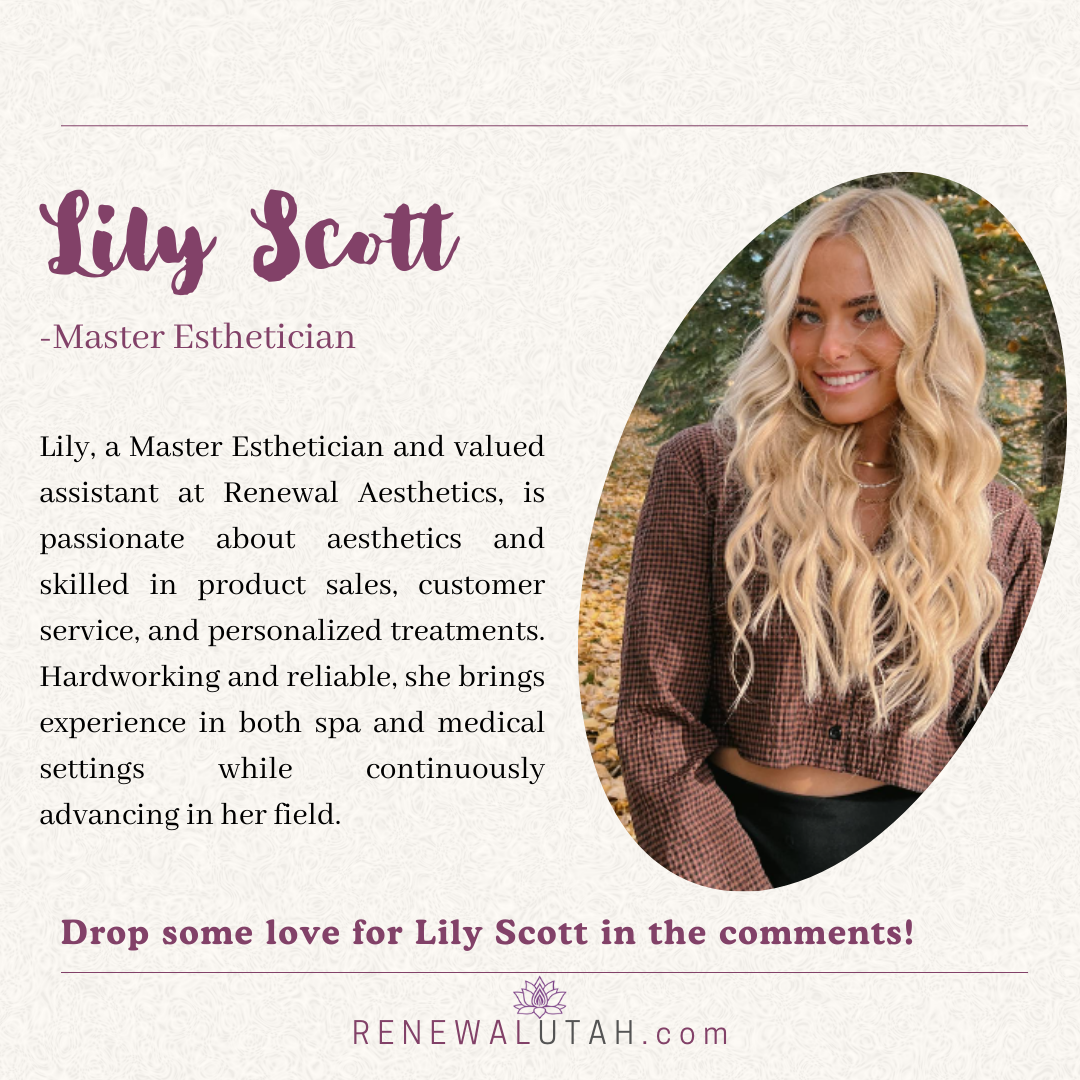 Lily Scott
-Master Esthetician
Lily, a Master Esthetician and valued
assistant at Renewal Aesthetics, is
passionate about aesthetics and
skilled in product sales, customer
service, and personalized treatments.
Hardworking and reliable, she brings
experience in both spa and medical
settings while continuously
advancing in her field.
Drop some love for Lily Scott in the comments!
RENEWALUTAH.com